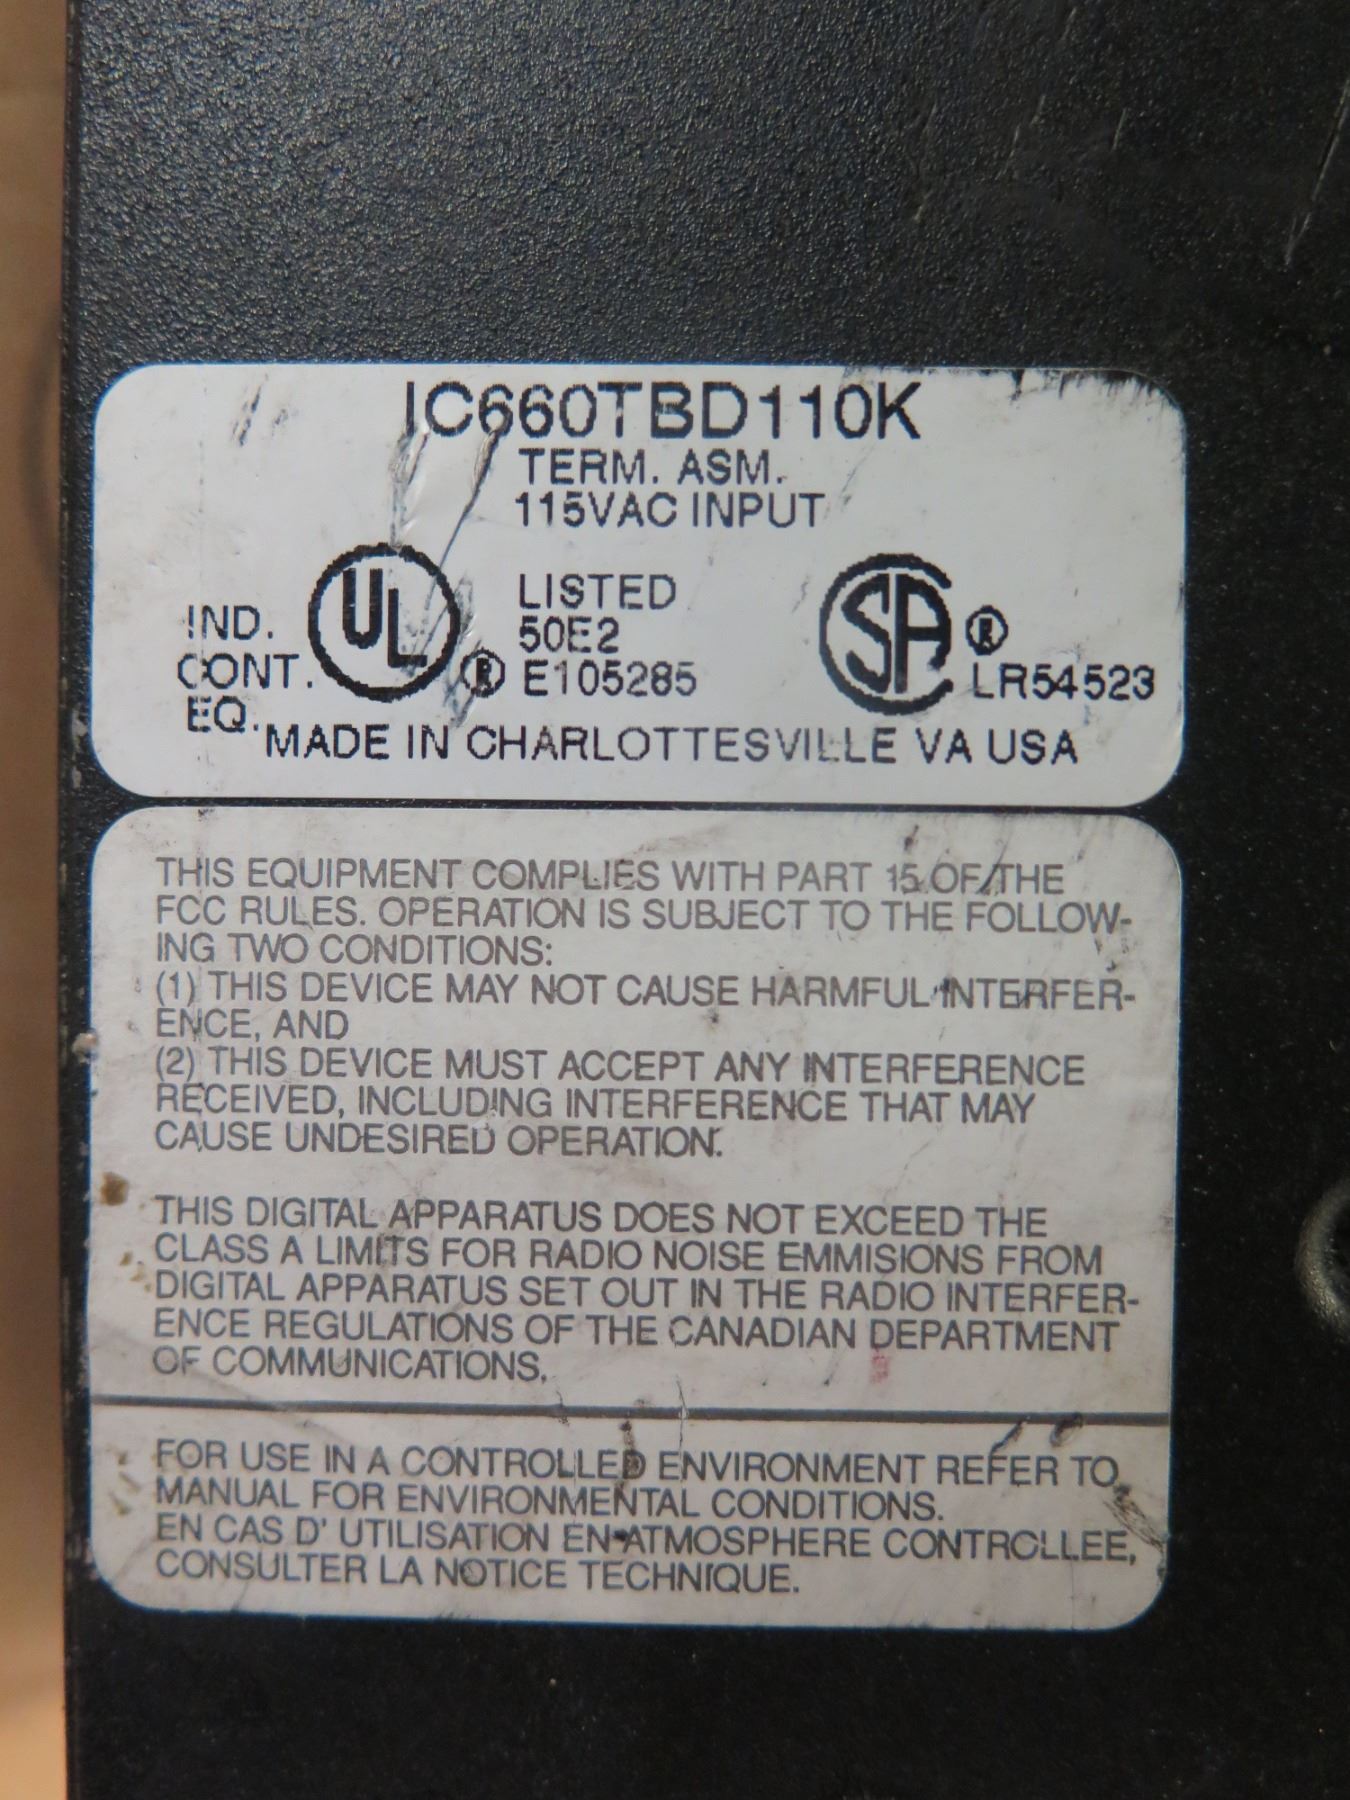 IC660TBD110K
TERM. ASM.
115VAC INPUT
IND.
CONT.
EQ.
UL
®
LISTED
50E2
E105285
SA
®
LR54523
MADE IN CHARLOTTESVILLE VA USA
THIS EQUIPMENT COMPLIES WITH PART 15 OF THE
FCC RULES. OPERATION IS SUBJECT TO THE FOLLOW-
ING TWO CONDITIONS:
(1) THIS DEVICE MAY NOT CAUSE HARMFUL INTERFER-
ENCE, AND
(2) THIS DEVICE MUST ACCEPT ANY INTERFERENCE
RECEIVED, INCLUDING INTERFERENCE THAT MAY
CAUSE UNDESIRED OPERATION.
THIS DIGITAL APPARATUS DOES NOT EXCEED THE
CLASS A LIMITS FOR RADIO NOISE EMMISIONS FROM
DIGITAL APPARATUS SET OUT IN THE RADIO INTERFER-
ENCE REGULATIONS OF THE CANADIAN DEPARTMENT
OF COMMUNICATIONS.
FOR USE IN A CONTROLLED ENVIRONMENT REFER TO
MANUAL FOR ENVIRONMENTAL CONDITIONS.
EN CAS D' UTILISATION EN ATMOSPHERE CONTROLLEE,
CONSULTER LA NOTICE TECHNIQUE.